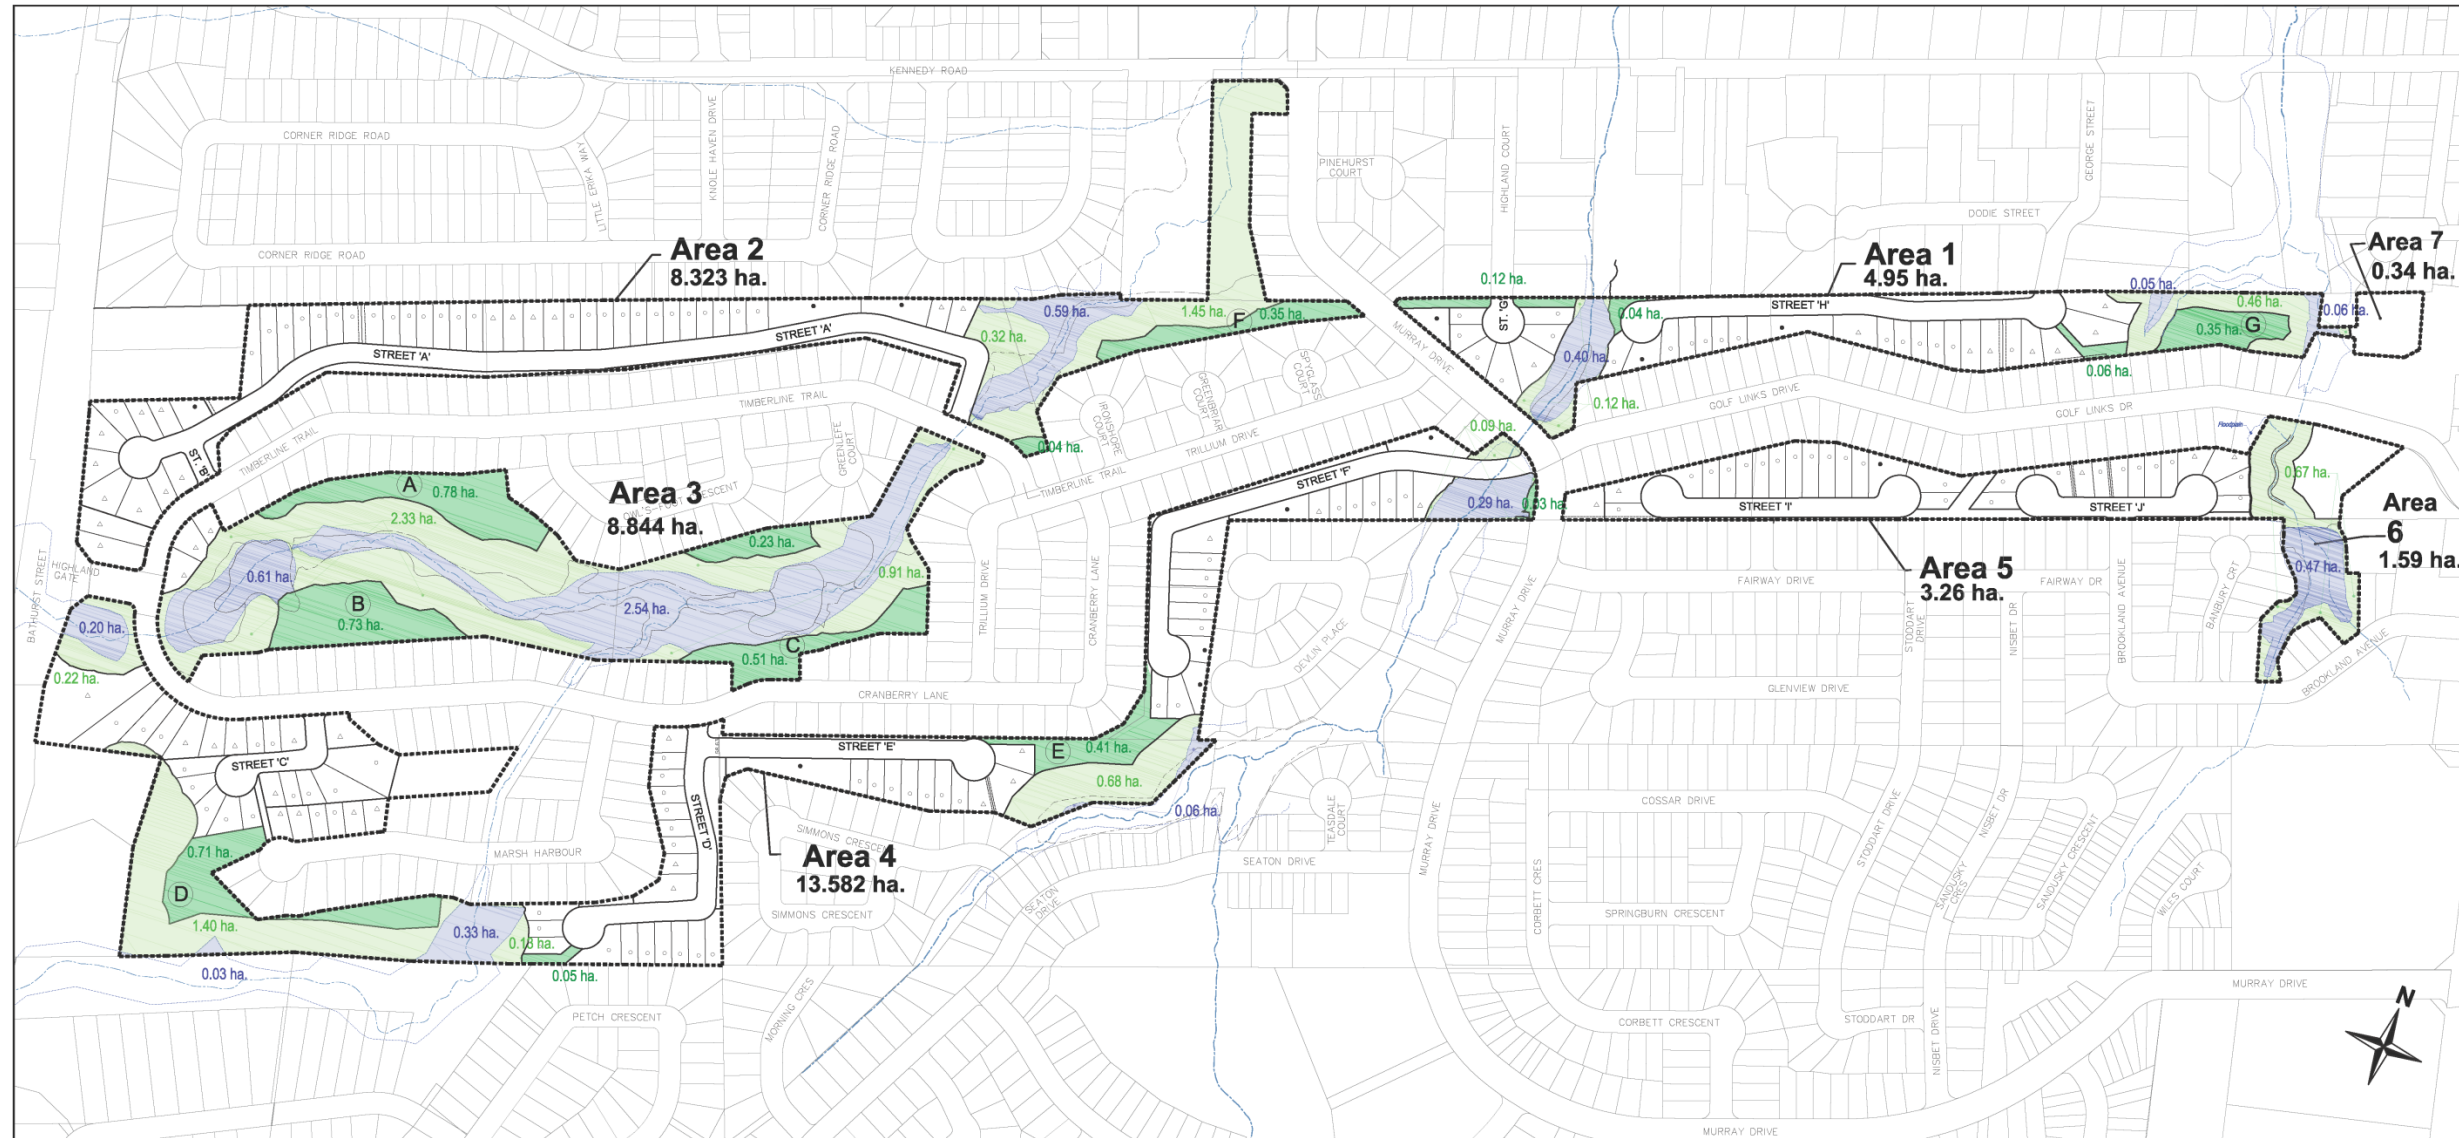 KENNEDY ROAD
CORNER RIDGE ROAD
LITTLE ERIKA WAY
KNOLE HAVEN DRIVE
CORNER RIDGE ROAD
CORNER RIDGE ROAD
PINEHURST
COURT
HIGHLAND COURT
GEORGE STREET
DODIE STREET
Area 2
8.323 ha.
Area 1
4.95 ha.
Area 7
0.34 ha.
0.12 ha.
0.05 ha.
0.46 ha.
0.06 ha.
0.59 ha.
1.45 ha.
F
0.35 ha.
ST. 'G'
0.04 ha.
STREET 'H'
0.35 ha.
G
STREET 'A'
STREET 'A'
0.32 ha.
MURRAY DRIVE
0.40 ha.
0.06 ha.
SPYGLASS
COURT
GREENBRIAR
COURT
IRONSHORE
COURT
TIMBERLINE TRAIL
TRILLIUM DRIVE
0.12 ha.
GOLF LINKS DRIVE
GOLF LINKS DR
0.09 ha.
Floodplain
0.04 ha.
TIMBERLINE TRAIL
TIMBERLINE TRAIL
GREENLEFE
COURT
ST. 'B'
STREET 'F'
0.67 ha.
A
0.78 ha.
OWL'S-FOOT CRESCENT
Area 3
8.844 ha.
2.33 ha.
0.29 ha.
0.03 ha.
STREET 'I'
STREET 'J'
Area
6
1.59 ha.
0.23 ha.
0.47 ha.
BATHURST STREET
HIGHLAND
GATE
0.61 ha.
0.91 ha.
TRILLIUM DRIVE
CRANBERRY LANE
Area 5
3.26 ha.
FAIRWAY DRIVE
FAIRWAY DR
STODDART
DRIVE
NISBET DR
BROOKLAND AVENUE
BANBURY CRT
BROOKLAND AVENUE
0.20 ha.
B
0.73 ha.
2.54 ha.
C
0.51 ha.
DEVLIN PLACE
MURRAY DRIVE
0.22 ha.
CRANBERRY LANE
GLENVIEW DRIVE
STREET 'C'
STREET 'E'
E
0.41 ha.
0.68 ha.
0.06 ha.
STREET 'D'
SIMMONS CRESCENT
Area 4
13.582 ha.
SIMMONS CRESCENT
TEASDALE
COURT
SEATON DRIVE
SEATON
DRIVE
MURRAY DRIVE
COSSAR DRIVE
STODDART DRIVE
NISBET DR
SANDUSKY
CRES
SANDUSKY CRESCENT
WILES COURT
0.71 ha.
D
MARSH HARBOUR
1.40 ha.
0.33 ha.
0.03 ha.
0.05 ha.
CORBETT CRES
SPRINGBURN CRESCENT
PETCH CRESCENT
MORNING CRES
CORBETT CRESCENT
STODDART DR
NISBET DRIVE
MURRAY DRIVE
MURRAY DRIVE
N